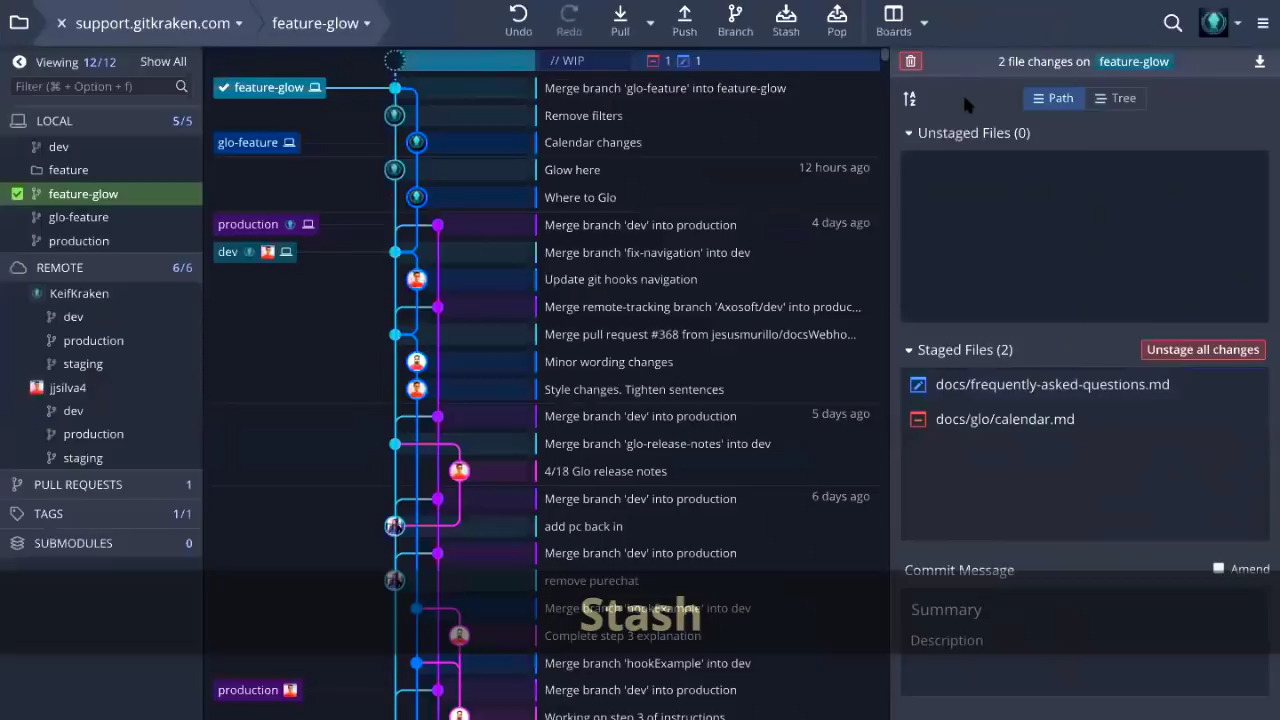 support.gitkraken.com
feature-glow
Undo
Redo
Pull
Push
Branch
Stash
Pop
Boards
Viewing 12/12
Show All
Filter (⌘ + Option + f)
LOCAL
5/5
dev
feature
feature-glow
glo-feature
production
REMOTE
6/6
KeifKraken
dev
production
staging
jjsilva4
dev
production
staging
PULL REQUESTS
1
TAGS
1/1
SUBMODULES
0
// WIP
1
1
feature-glow
Merge branch 'glo-feature' into feature-glow
Remove filters
glo-feature
Calendar changes
Glow here
12 hours ago
Where to Glo
production
Merge branch 'dev' into production
4 days ago
dev
Merge branch 'fix-navigation' into dev
Update git hooks navigation
Merge remote-tracking branch 'Axosoft/dev' into produc...
Merge pull request #368 from jesusmurillo/docsWebho...
Minor wording changes
Style changes. Tighten sentences
Merge branch 'dev' into production
5 days ago
Merge branch 'glo-release-notes' into dev
4/18 Glo release notes
Merge branch 'dev' into production
6 days ago
add pc back in
Merge branch 'dev' into production
remove purechat
Merge branch 'hookExample' into dev
Stash
Complete step 3 explanation
Merge branch 'hookExample' into dev
production
Merge branch 'dev' into production
Working on step 3 of instructions
2 file changes on feature-glow
Path
Tree
Unstaged Files (0)
Staged Files (2)
Unstage all changes
docs/frequently-asked-questions.md
docs/glo/calendar.md
Commit Message
Amend
Summary
Description